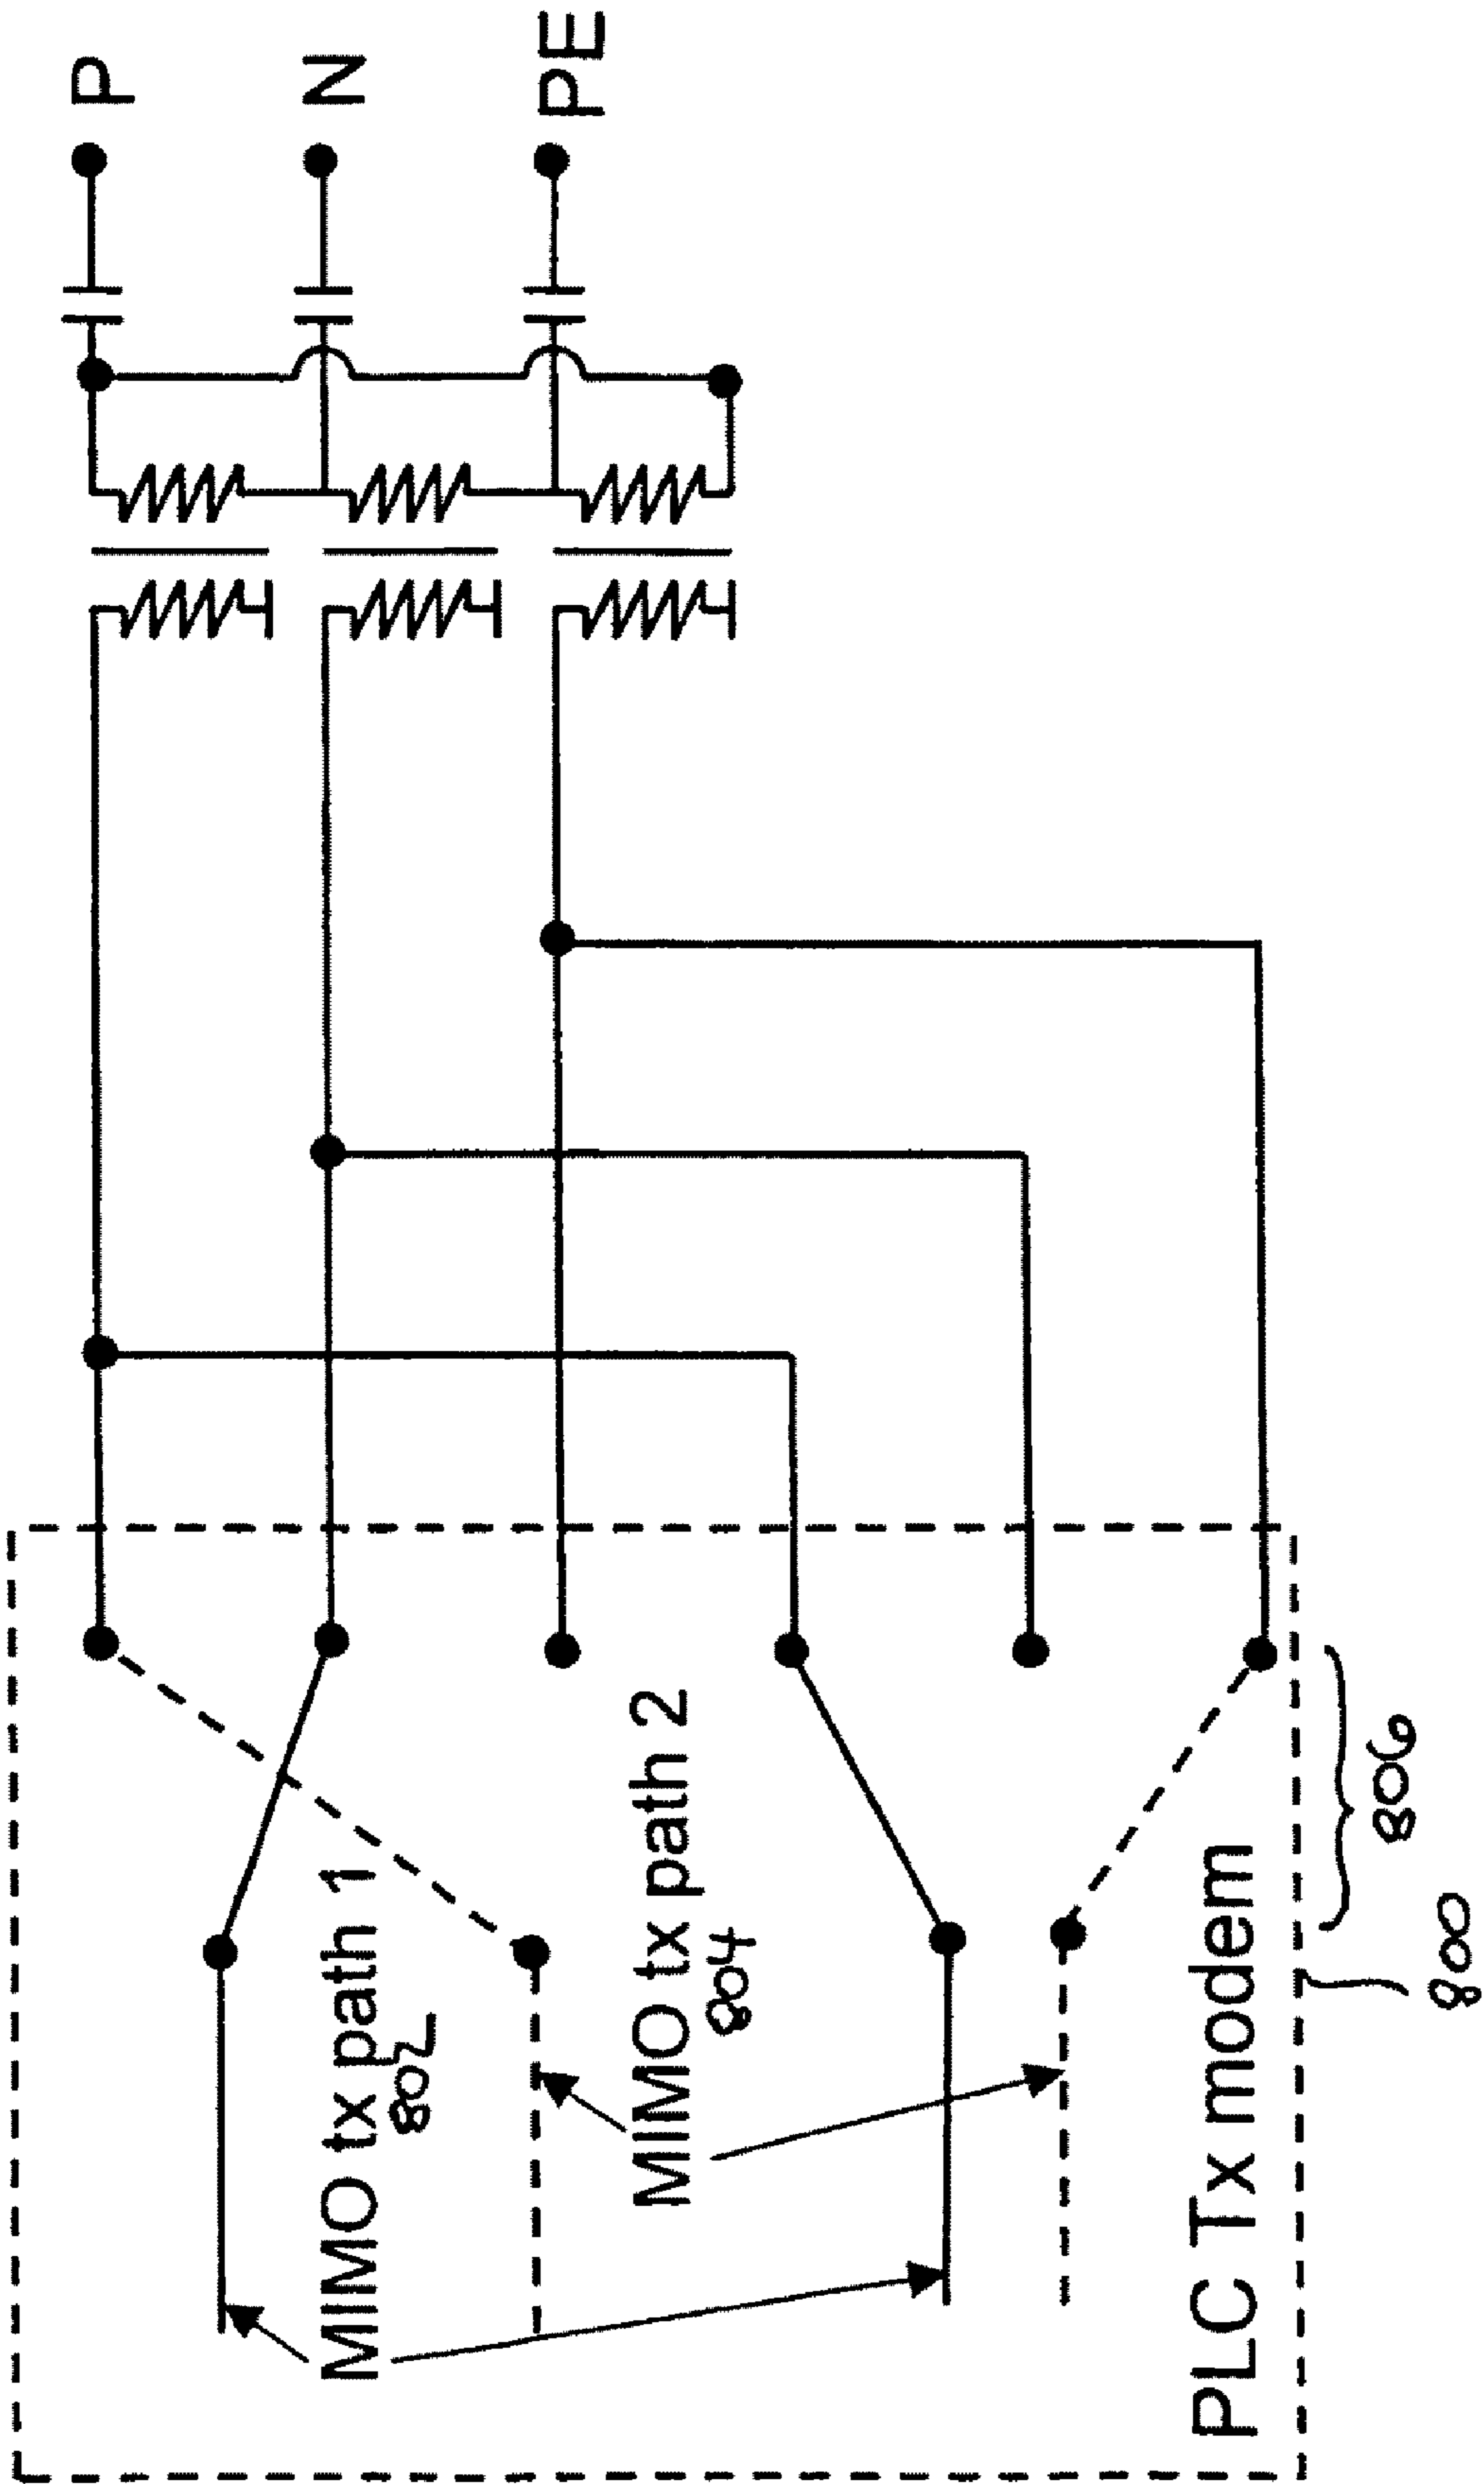 P
N
PE
MIMO tx path 1
802
MIMO tx path 2
804
PLC Tx modem
806
800